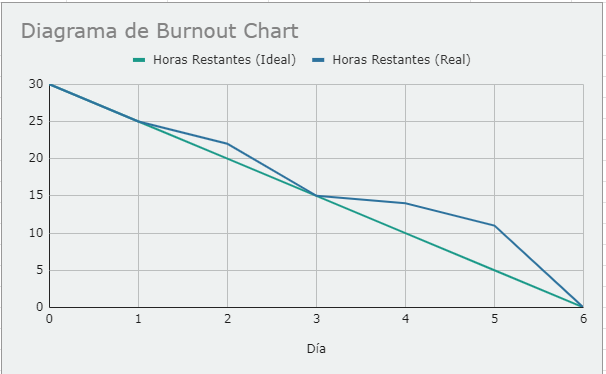 Diagrama de Burnout Chart
Horas Restantes (Ideal) Horas Restantes (Real)
30
25
20
15
10
5
0
0 1 2 3 4 5 6
Día